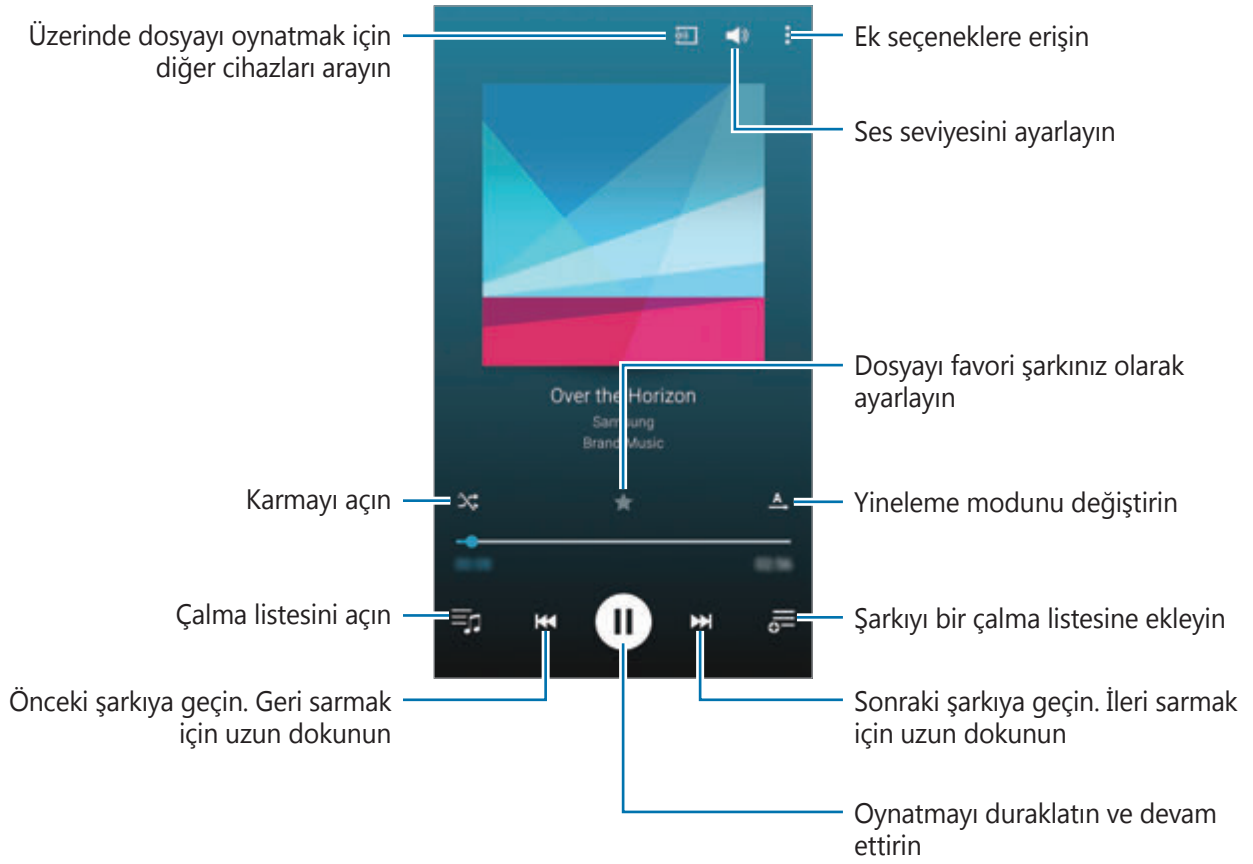 Üzerinde dosyayı oynatmak için
diğer cihazları arayın
Ek seçeneklere erişin
Ses seviyesini ayarlayın
Dosyayı favori şarkınız olarak
ayarlayın
Over the Horizon
Samsung
Brand Music
Karmayı açın
A
Yineleme modunu değiştirin
Çalma listesini açın
Şarkıyı bir çalma listesine ekleyin
Önceki şarkıya geçin. Geri sarmak
için uzun dokunun
Sonraki şarkıya geçin. İleri sarmak
için uzun dokunun
Oynatmayı duraklatın ve devam
ettirin